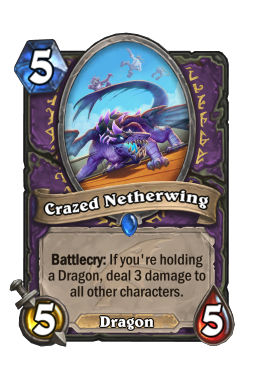 5
Crazed Netherwing
Battlecry: If you're holding
a Dragon, deal 3 damage to
all other characters.
5
Dragon
5